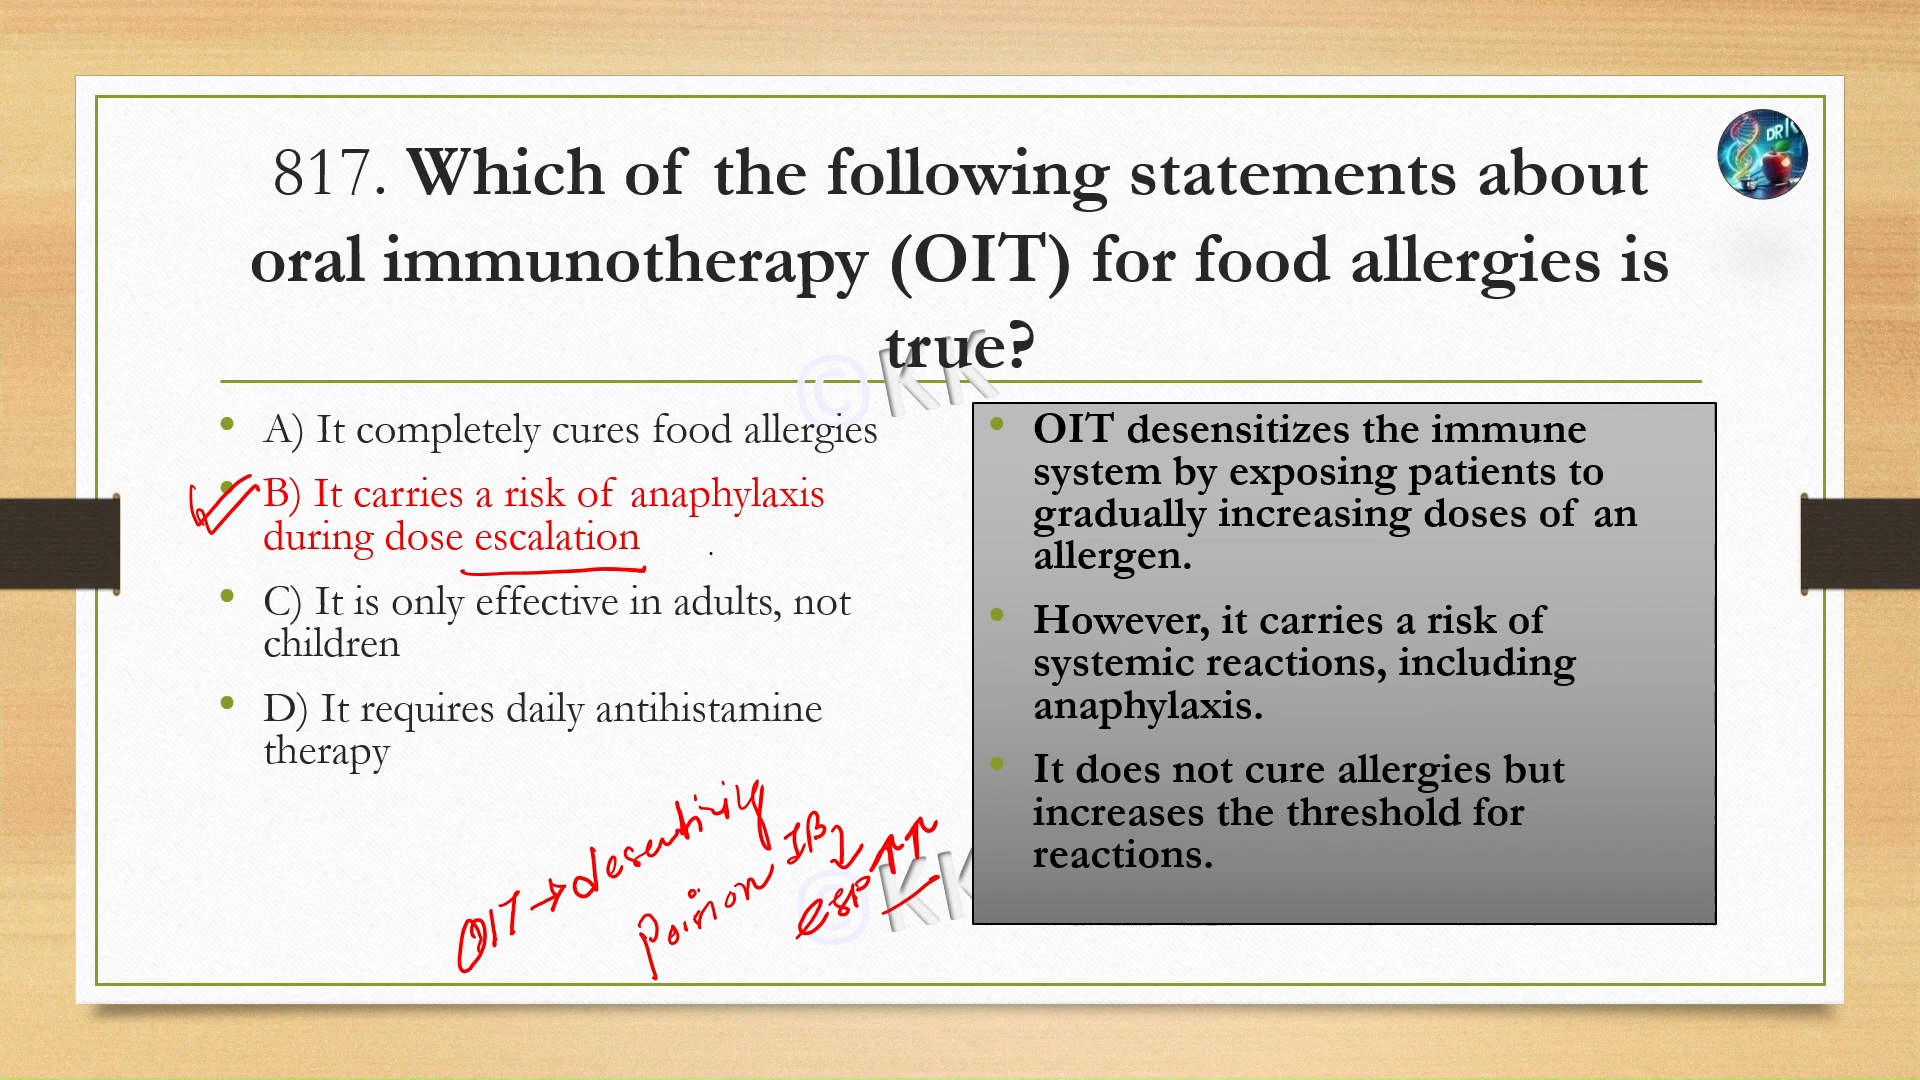 817. Which of the following statements about
oral immunotherapy (OIT) for food allergies is
true?
DR
©KK
• A) It completely cures food allergies
• B) It carries a risk of anaphylaxis
during dose escalation
• C) It is only effective in adults, not
children
• D) It requires daily antihistamine
therapy
• OIT desensitizes the immune
system by exposing patients to
gradually increasing doses of an
allergen.
• However, it carries a risk of
systemic reactions, including
anaphylaxis.
• It does not cure allergies but
increases the threshold for
reactions.
OIT →
©KK